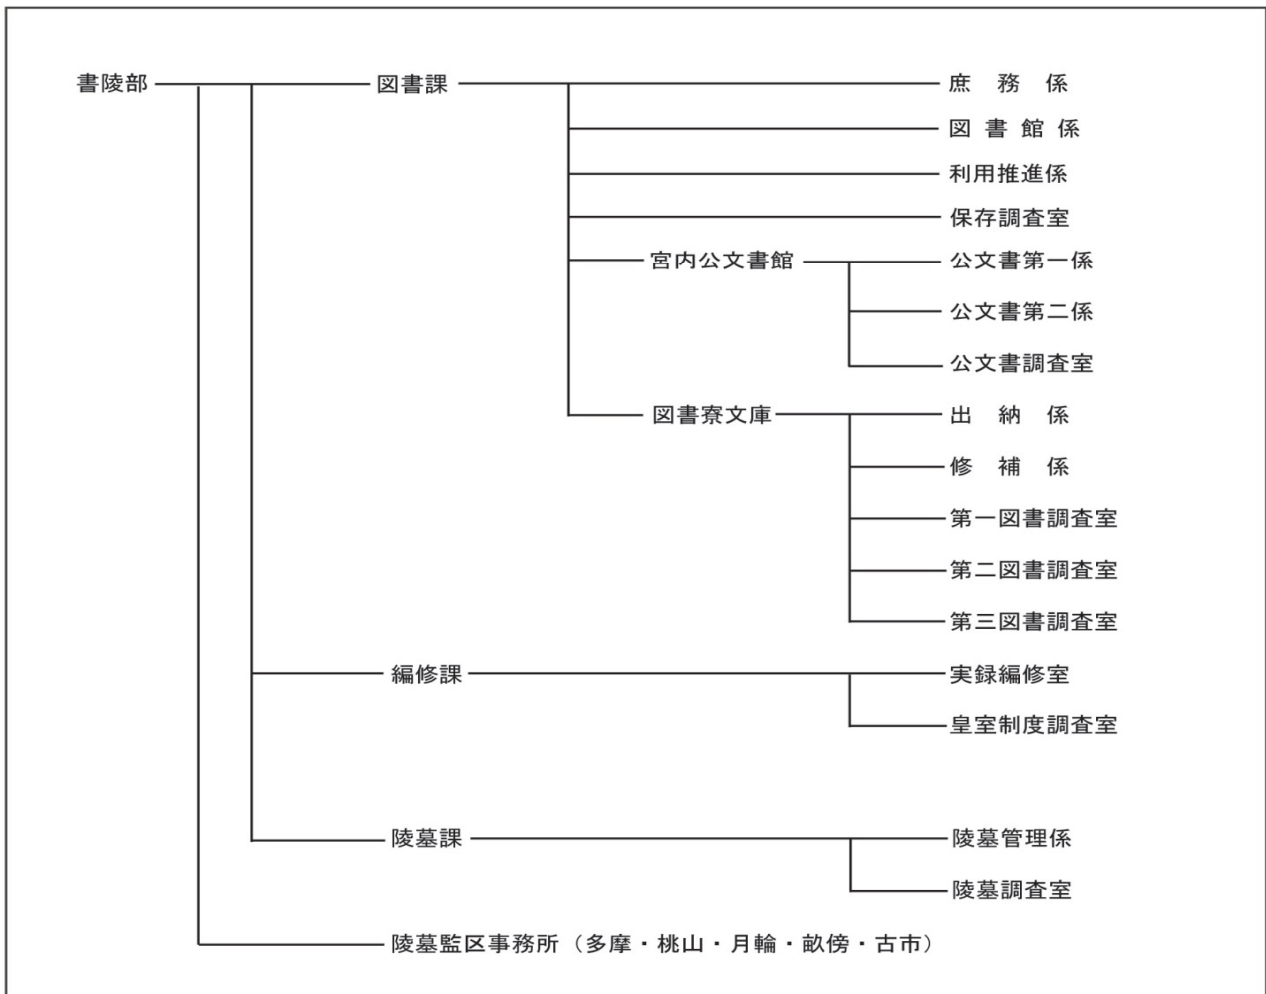 書陵部 図書課 庶務係
図書館係
利用推進係
保存調査室
宮内公文書館 公文書第一係
公文書第二係
公文書調査室
図書寮文庫 出納係
修補係
第一図書調査室
第二図書調査室
第三図書調査室
編修課 実録編修室
皇室制度調査室
陵墓課 陵墓管理係
陵墓調査室
陵墓監区事務所（多摩・桃山・月輪・畝傍・古市）